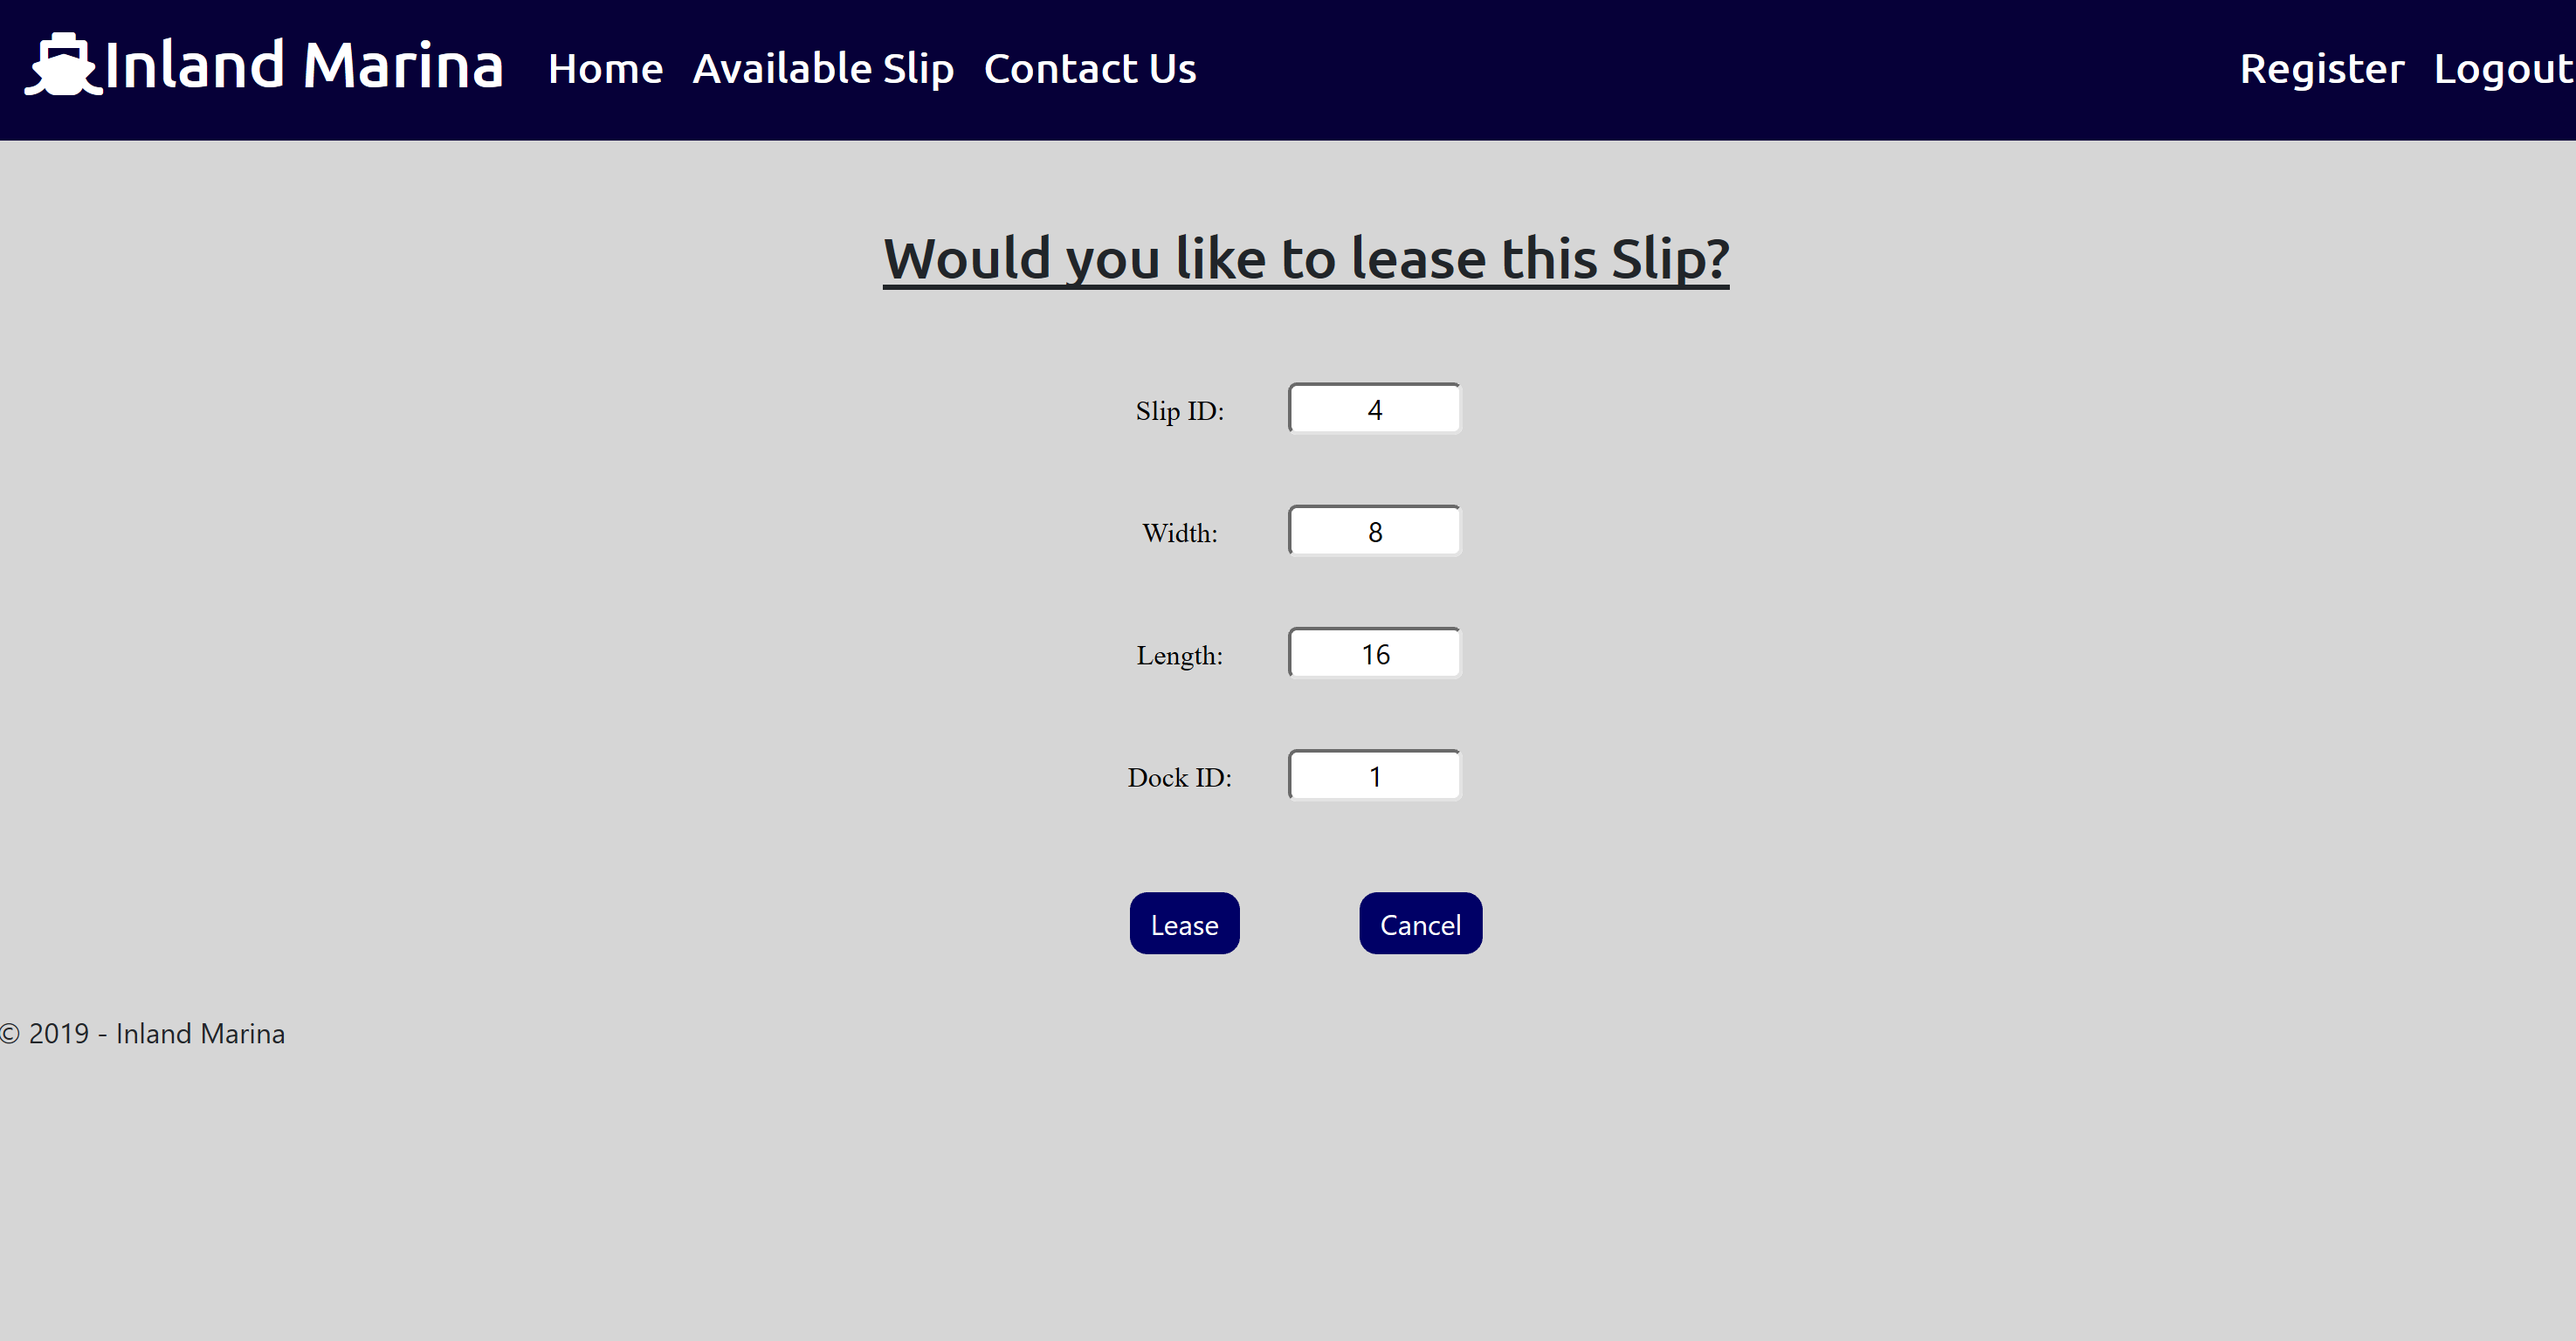 Inland Marina Home Available Slip Contact Us Register Logout
Would you like to lease this Slip?
Slip ID: 4
Width: 8
Length: 16
Dock ID: 1
Lease Cancel
© 2019 - Inland Marina